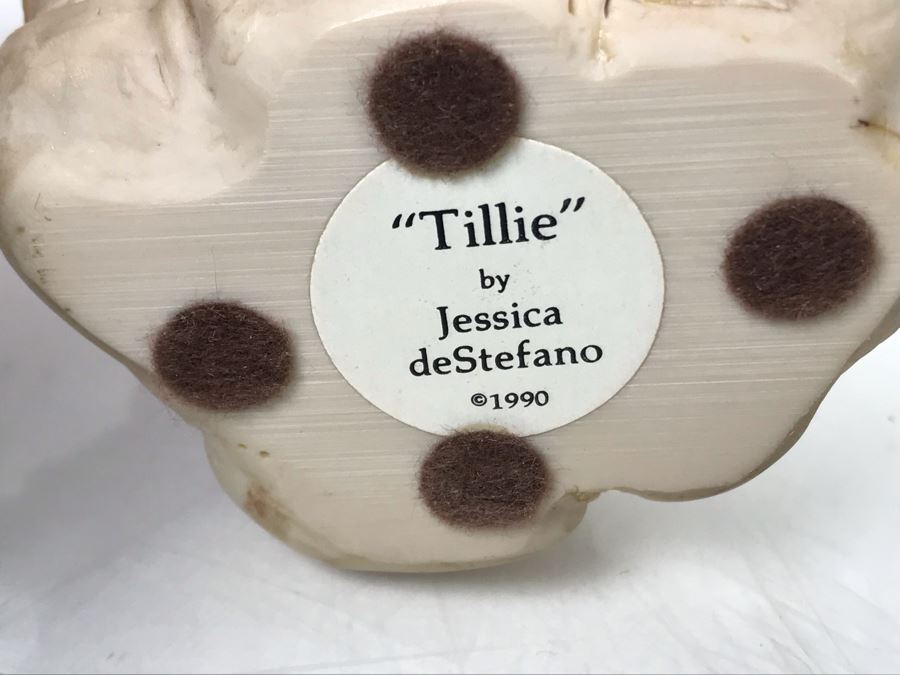 “Tillie”
by
Jessica
deStefano
©1990